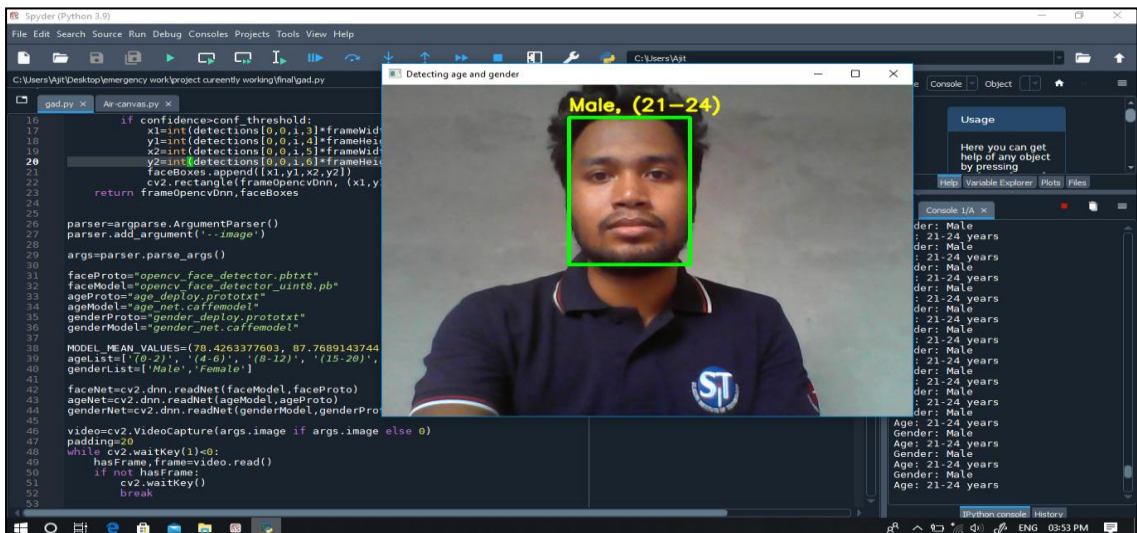 Spyder (Python 3.9)
File Edit Search Source Run Debug Consoles Projects Tools View Help
C:\Users\Ajit
C:\Users\Ajit\Desktop\emergency work\project cureently working\final\gad.py
gad.py
Air-canvas.py
16 if confidence>conf_threshold:
17 x1=int(detections[0,0,i,3]*frameWid
18 y1=int(detections[0,0,i,4]*frameHei
19 x2=int(detections[0,0,i,5]*frameWid
20 y2=int(detections[0,0,i,6]*frameHei
21 faceBoxes.append([x1,y1,x2,y2])
22 cv2.rectangle(frameOpencvDnn, (x1,y
23 return frameOpencvDnn,faceBoxes
24
25
26 parser=argparse.ArgumentParser()
27 parser.add_argument('--image')
28
29 args=parser.parse_args()
30
31 faceProto="opencv_face_detector.pbtxt"
32 faceModel="opencv_face_detector_uint8.pb"
33 ageProto="age_deploy.prototxt"
34 ageModel="age_net.caffemodel"
35 genderProto="gender_deploy.prototxt"
36 genderModel="gender_net.caffemodel"
37
38 MODEL_MEAN_VALUES=(78.4263377603, 87.7689143744
39 ageList=['(0-2)', '(4-6)', '(8-12)', '(15-20)',
40 genderList=['Male','Female']
41
42 faceNet=cv2.dnn.readNet(faceModel,faceProto)
43 ageNet=cv2.dnn.readNet(ageModel,ageProto)
44 genderNet=cv2.dnn.readNet(genderModel,genderPro
45
46 video=cv2.VideoCapture(args.image if args.image else 0)
47 padding=20
48 while cv2.waitKey(1)<0:
49 hasFrame,frame=video.read()
50 if not hasFrame:
51 cv2.waitKey()
52 break
53
Detecting age and gender
Male, (21-24)
SiT
e Console Object
Usage
Here you can get
help of any object
by pressing
Help Variable Explorer Plots Files
Console 1/A
der: Male
: 21-24 years
der: Male
: 21-24 years
der: Male
: 21-24 years
der: Male
: 21-24 years
der: Male
: 21-24 years
der: Male
: 21-24 years
der: Male
: 21-24 years
der: Male
: 21-24 years
der: Male
: 21-24 years
der: Male
Age: 21-24 years
Gender: Male
Age: 21-24 years
Gender: Male
Age: 21-24 years
Gender: Male
Age: 21-24 years
IPython console History
ENG 03:53 PM